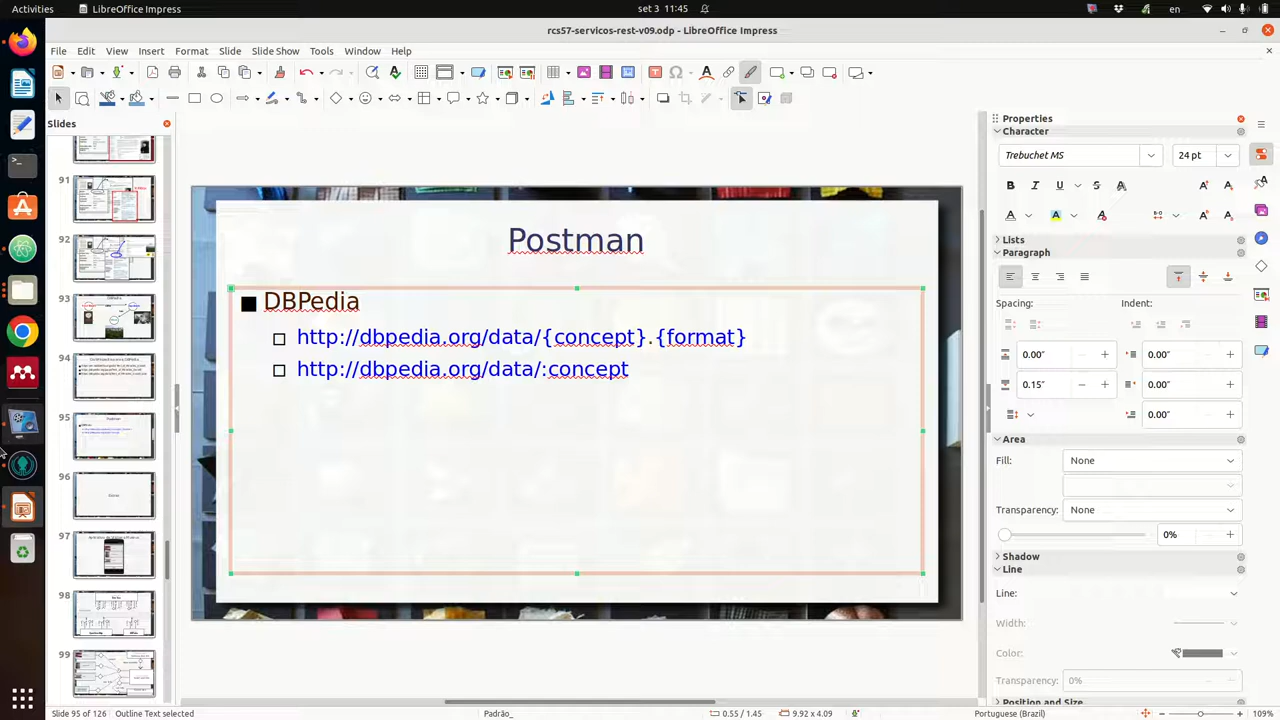 Activities
LibreOffice Impress
set 3 11:45
en
rcs57-servicos-rest-v09.odp - LibreOffice Impress
File Edit View Insert Format Slide Slide Show Tools Window Help
Slides
91
92
93
94
95
96
97
98
99
Postman
DBPedia
http://dbpedia.org/data/{concept}.{format}
http://dbpedia.org/data/:concept
Properties
Character
Trebuchet MS
24 pt
Lists
Paragraph
Spacing: Indent:
0.00"
0.00"
0.15"
0.00"
0.00"
Area
Fill: None
Transparency: None
0%
Shadow
Line
Line:
Width:
Color:
Transparency: 0%
Position and Size
Slide 95 of 126
Outline Text selected
Padrão_
0.55 / 1.45
9.92 x 4.09
Portuguese (Brazil)
109%